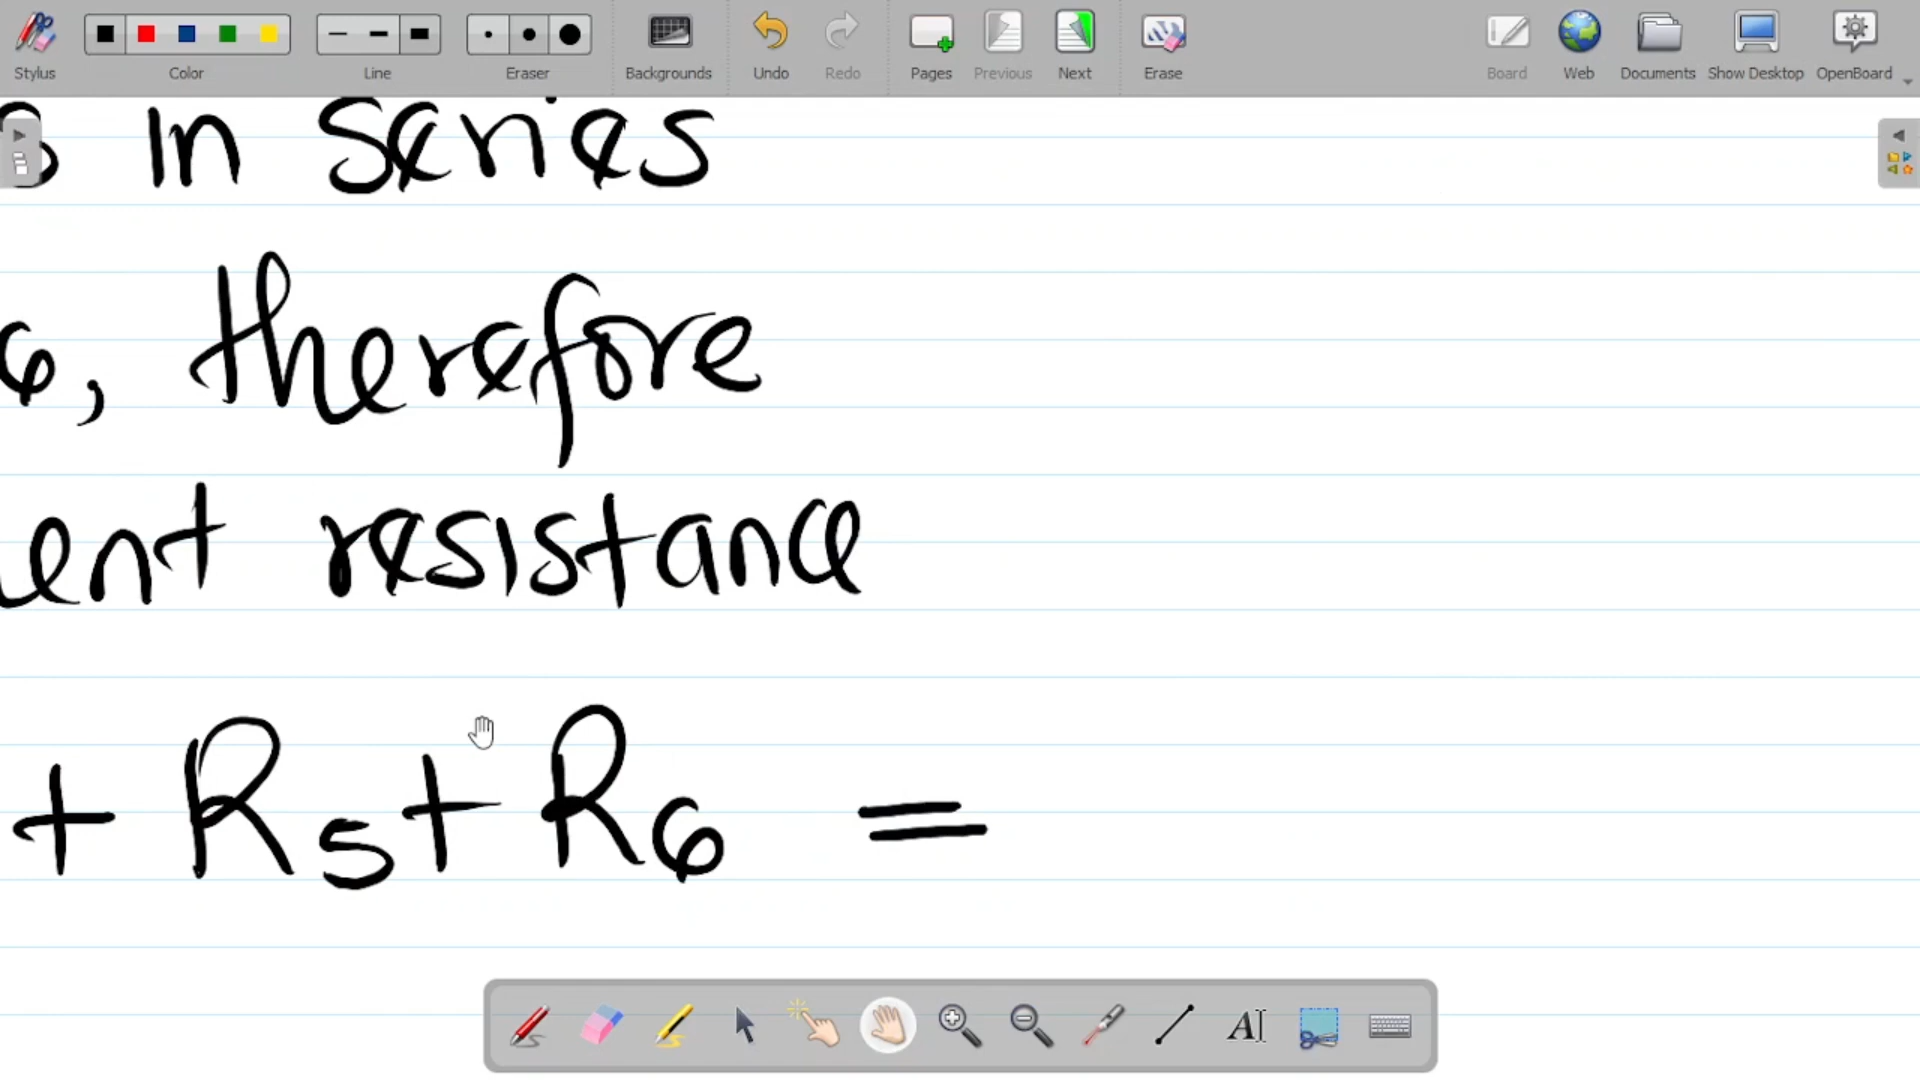 Stylus
Color
Line
Eraser
Backgrounds
Undo
Redo
Pages
Previous
Next
Erase
Board
Web
Documents
Show Desktop
OpenBoard
in series
6, therefore
ent resistance
+ R₅ + R₆ =